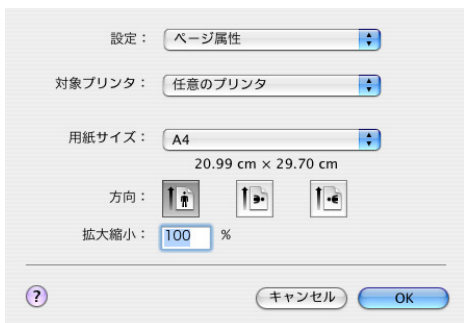 設定： ページ属性
対象プリンタ： 任意のプリンタ
用紙サイズ： A4
20.99 cm × 29.70 cm
方向：
拡大縮小： 100 %
? キャンセル OK